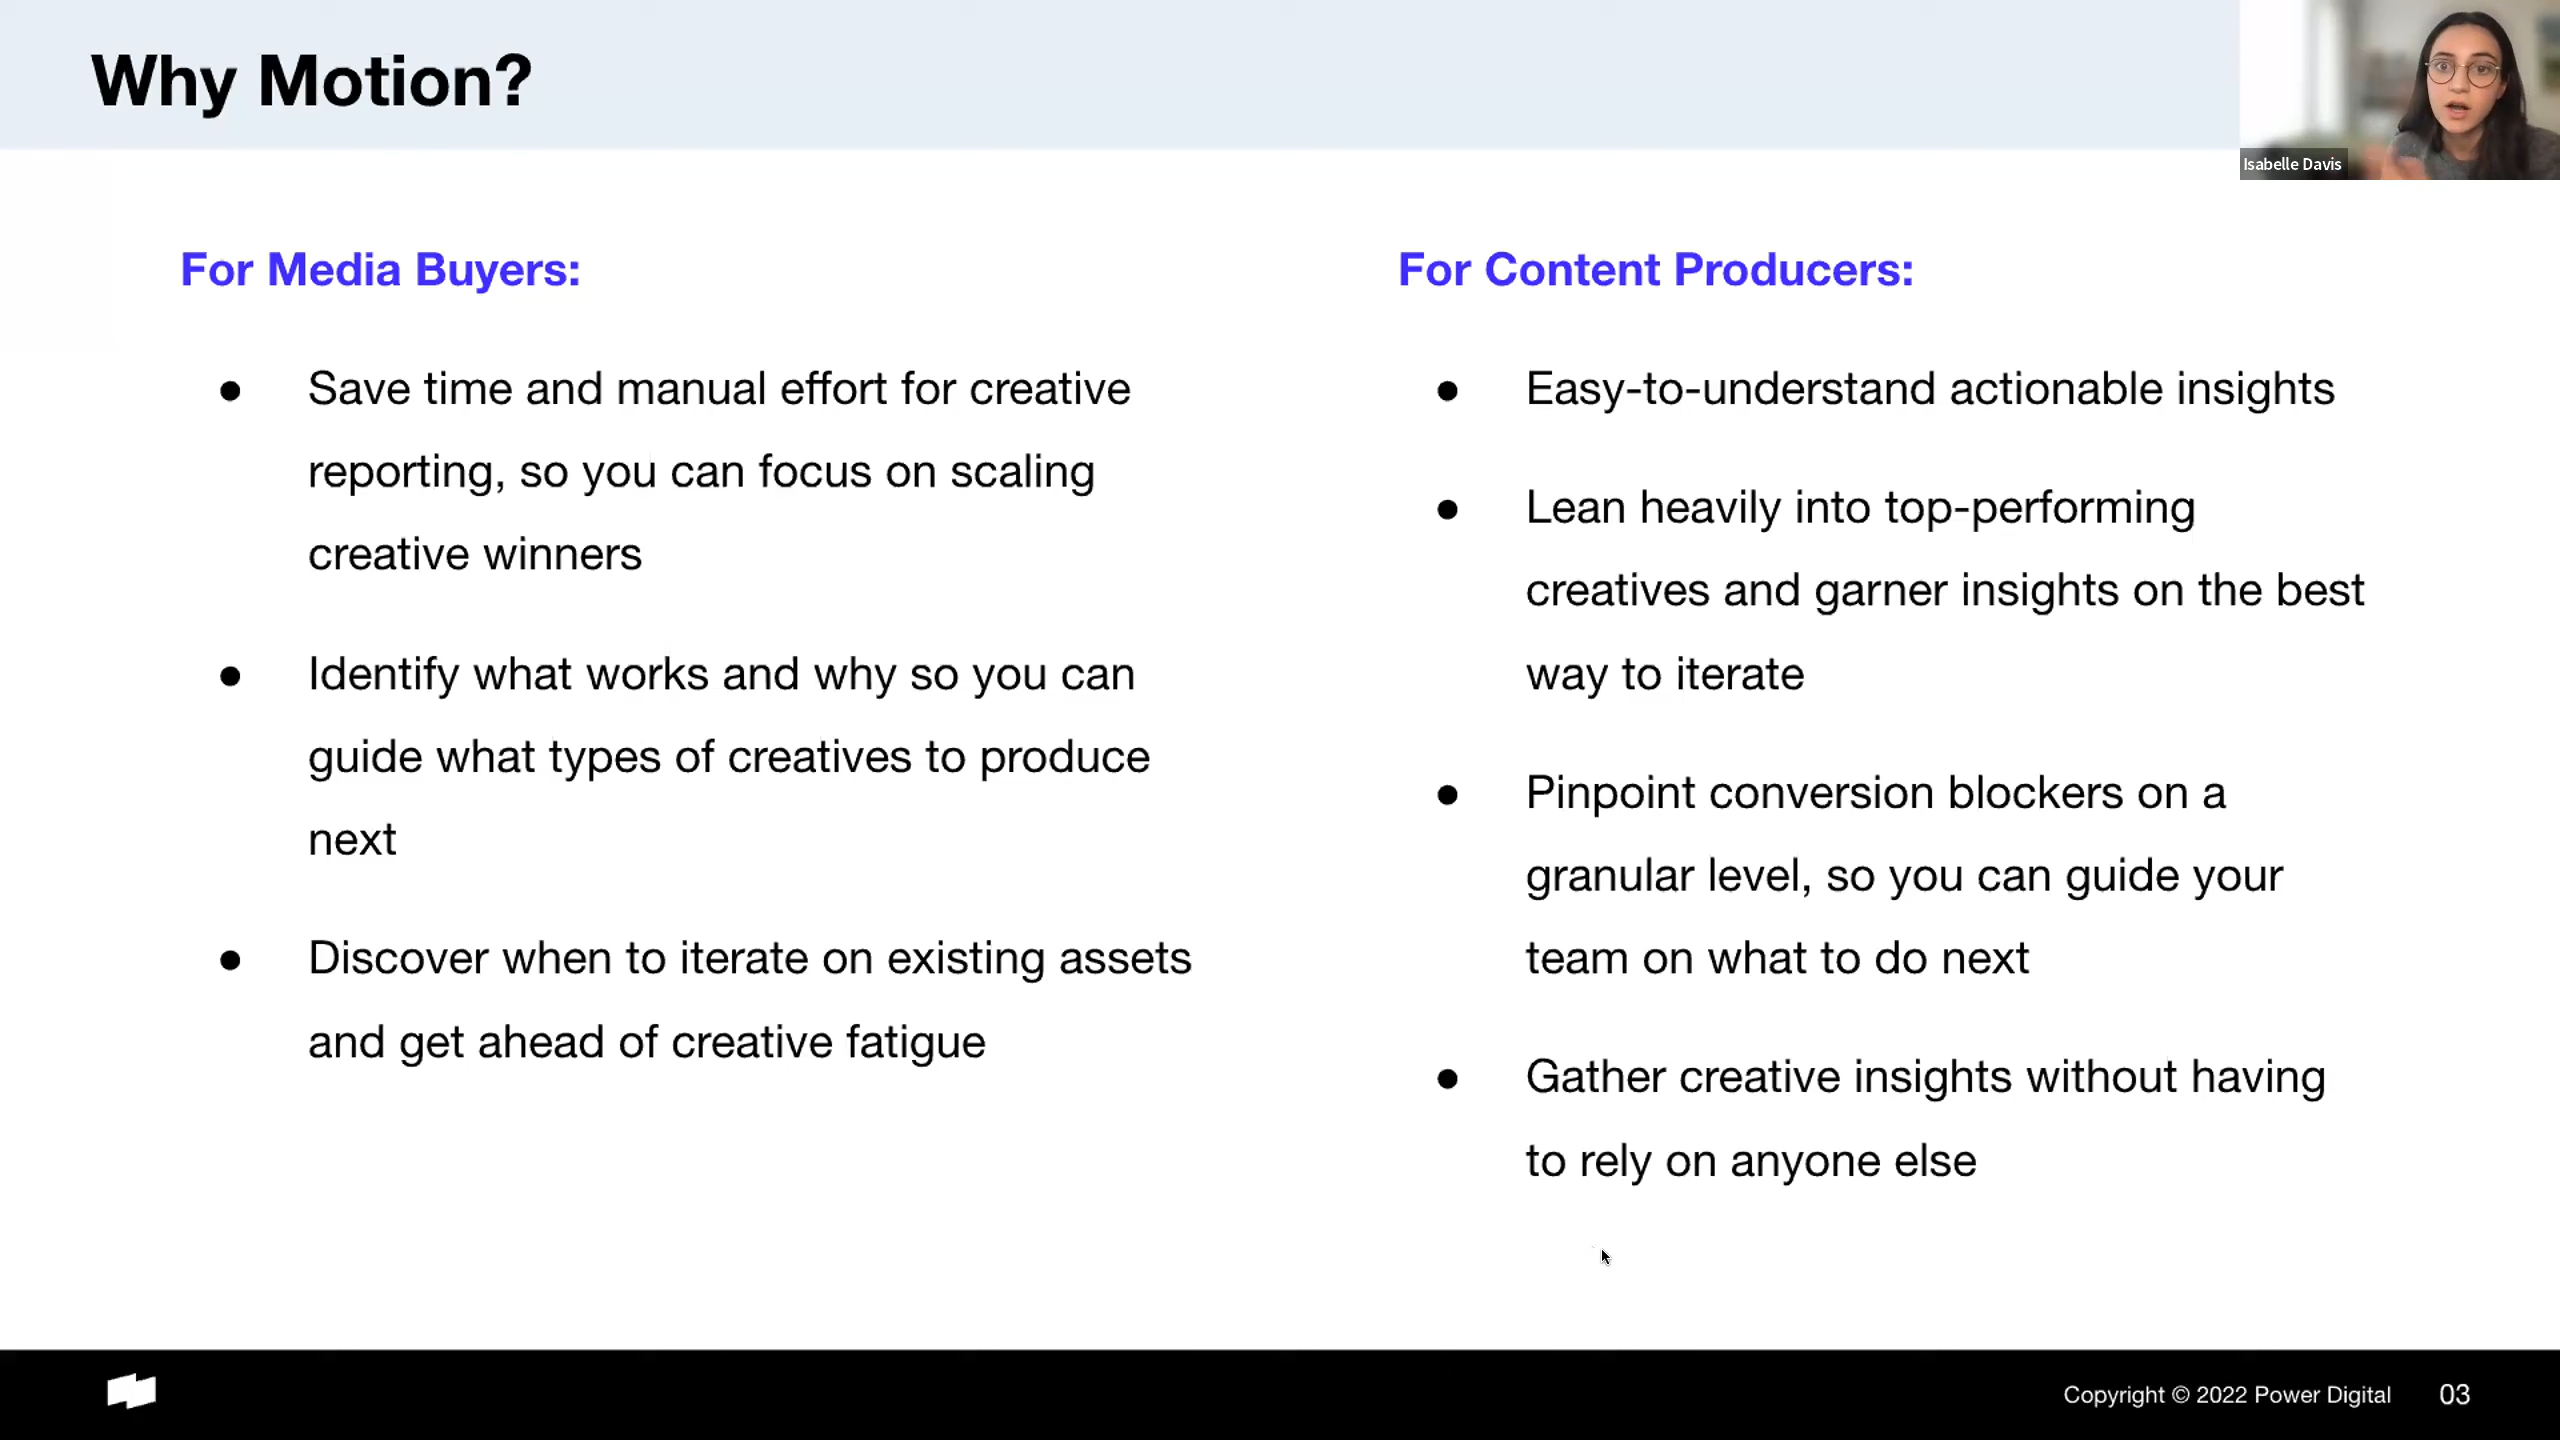 Why Motion?
Isabelle Davis
For Media Buyers:
● Save time and manual effort for creative
reporting, so you can focus on scaling
creative winners
● Identify what works and why so you can
guide what types of creatives to produce
next
● Discover when to iterate on existing assets
and get ahead of creative fatigue
For Content Producers:
● Easy-to-understand actionable insights
● Lean heavily into top-performing
creatives and garner insights on the best
way to iterate
● Pinpoint conversion blockers on a
granular level, so you can guide your
team on what to do next
● Gather creative insights without having
to rely on anyone else
Copyright © 2022 Power Digital
03